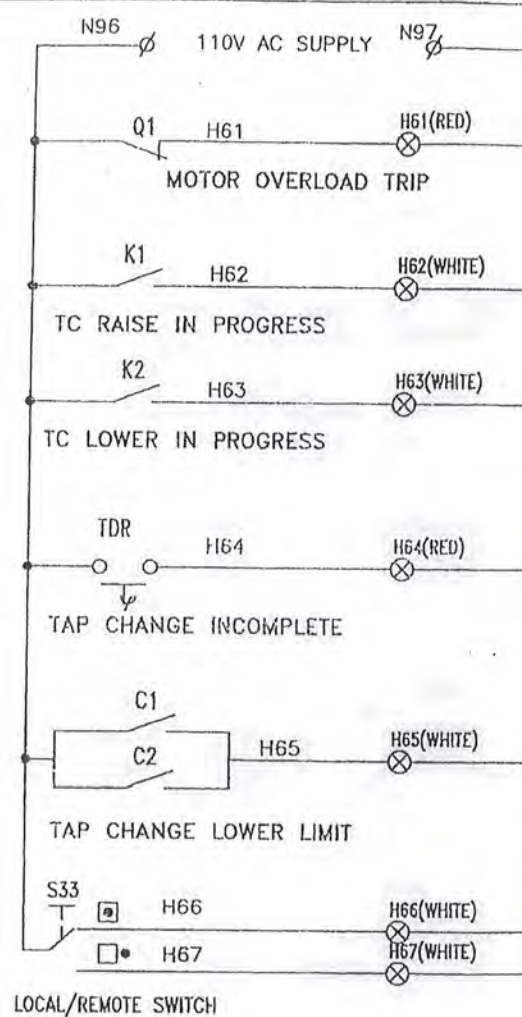 N96 110V AC SUPPLY N97
Q1 H61 H61(RED)
MOTOR OVERLOAD TRIP
K1 H62 H62(WHITE)
TC RAISE IN PROGRESS
K2 H63 H63(WHITE)
TC LOWER IN PROGRESS
TDR H64 H64(RED)
TAP CHANGE INCOMPLETE
C1
C2 H65 H65(WHITE)
TAP CHANGE LOWER LIMIT
S33 H66 H66(WHITE)
H67 H67(WHITE)
LOCAL/REMOTE SWITCH